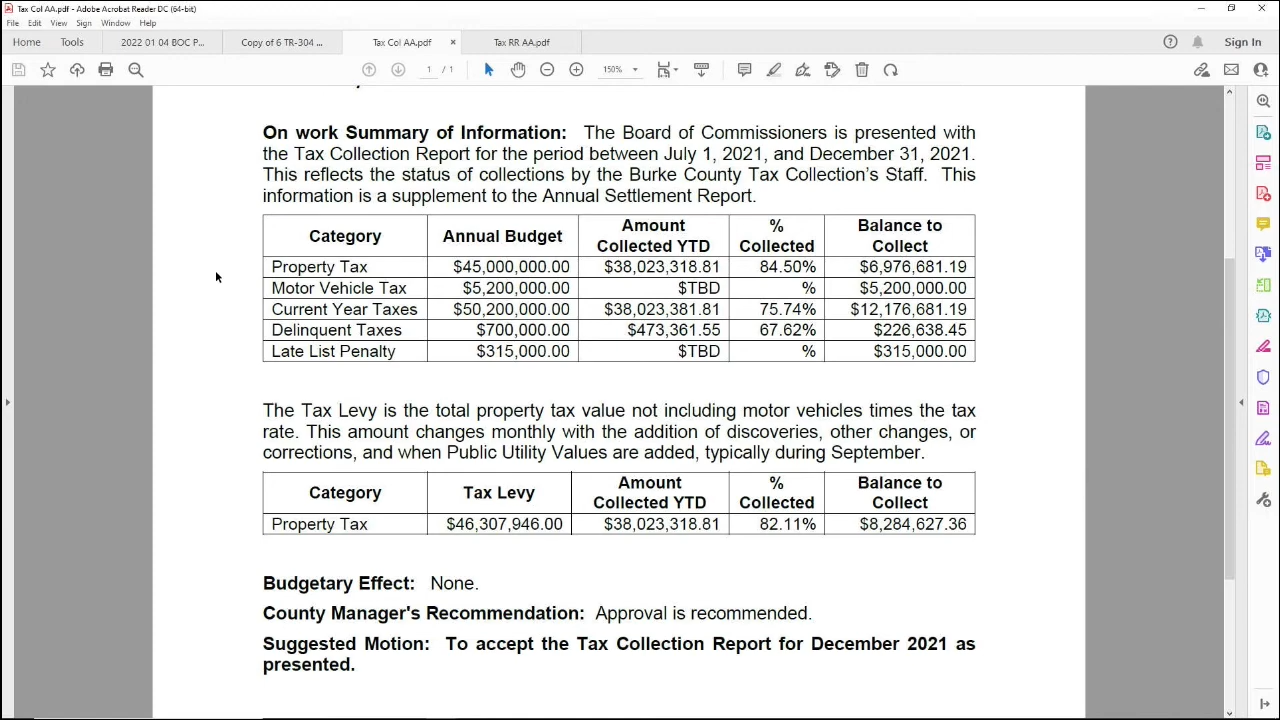 Tax Col AA.pdf - Adobe Acrobat Reader DC (64-bit)
File Edit View Sign Window Help
Home Tools 2022 01 04 BOC P... Copy of 6 TR-304 ... Tax Col AA.pdf × Tax RR AA.pdf Sign In
1 / 1 150%
On work Summary of Information: The Board of Commissioners is presented with
the Tax Collection Report for the period between July 1, 2021, and December 31, 2021.
This reflects the status of collections by the Burke County Tax Collection's Staff. This
information is a supplement to the Annual Settlement Report.
Category Annual Budget Amount Collected YTD % Collected Balance to Collect
Property Tax $45,000,000.00 $38,023,318.81 84.50% $6,976,681.19
Motor Vehicle Tax $5,200,000.00 $TBD % $5,200,000.00
Current Year Taxes $50,200,000.00 $38,023,381.81 75.74% $12,176,681.19
Delinquent Taxes $700,000.00 $473,361.55 67.62% $226,638.45
Late List Penalty $315,000.00 $TBD % $315,000.00
The Tax Levy is the total property tax value not including motor vehicles times the tax
rate. This amount changes monthly with the addition of discoveries, other changes, or
corrections, and when Public Utility Values are added, typically during September.
Category Tax Levy Amount Collected YTD % Collected Balance to Collect
Property Tax $46,307,946.00 $38,023,318.81 82.11% $8,284,627.36
Budgetary Effect: None.
County Manager's Recommendation: Approval is recommended.
Suggested Motion: To accept the Tax Collection Report for December 2021 as
presented.